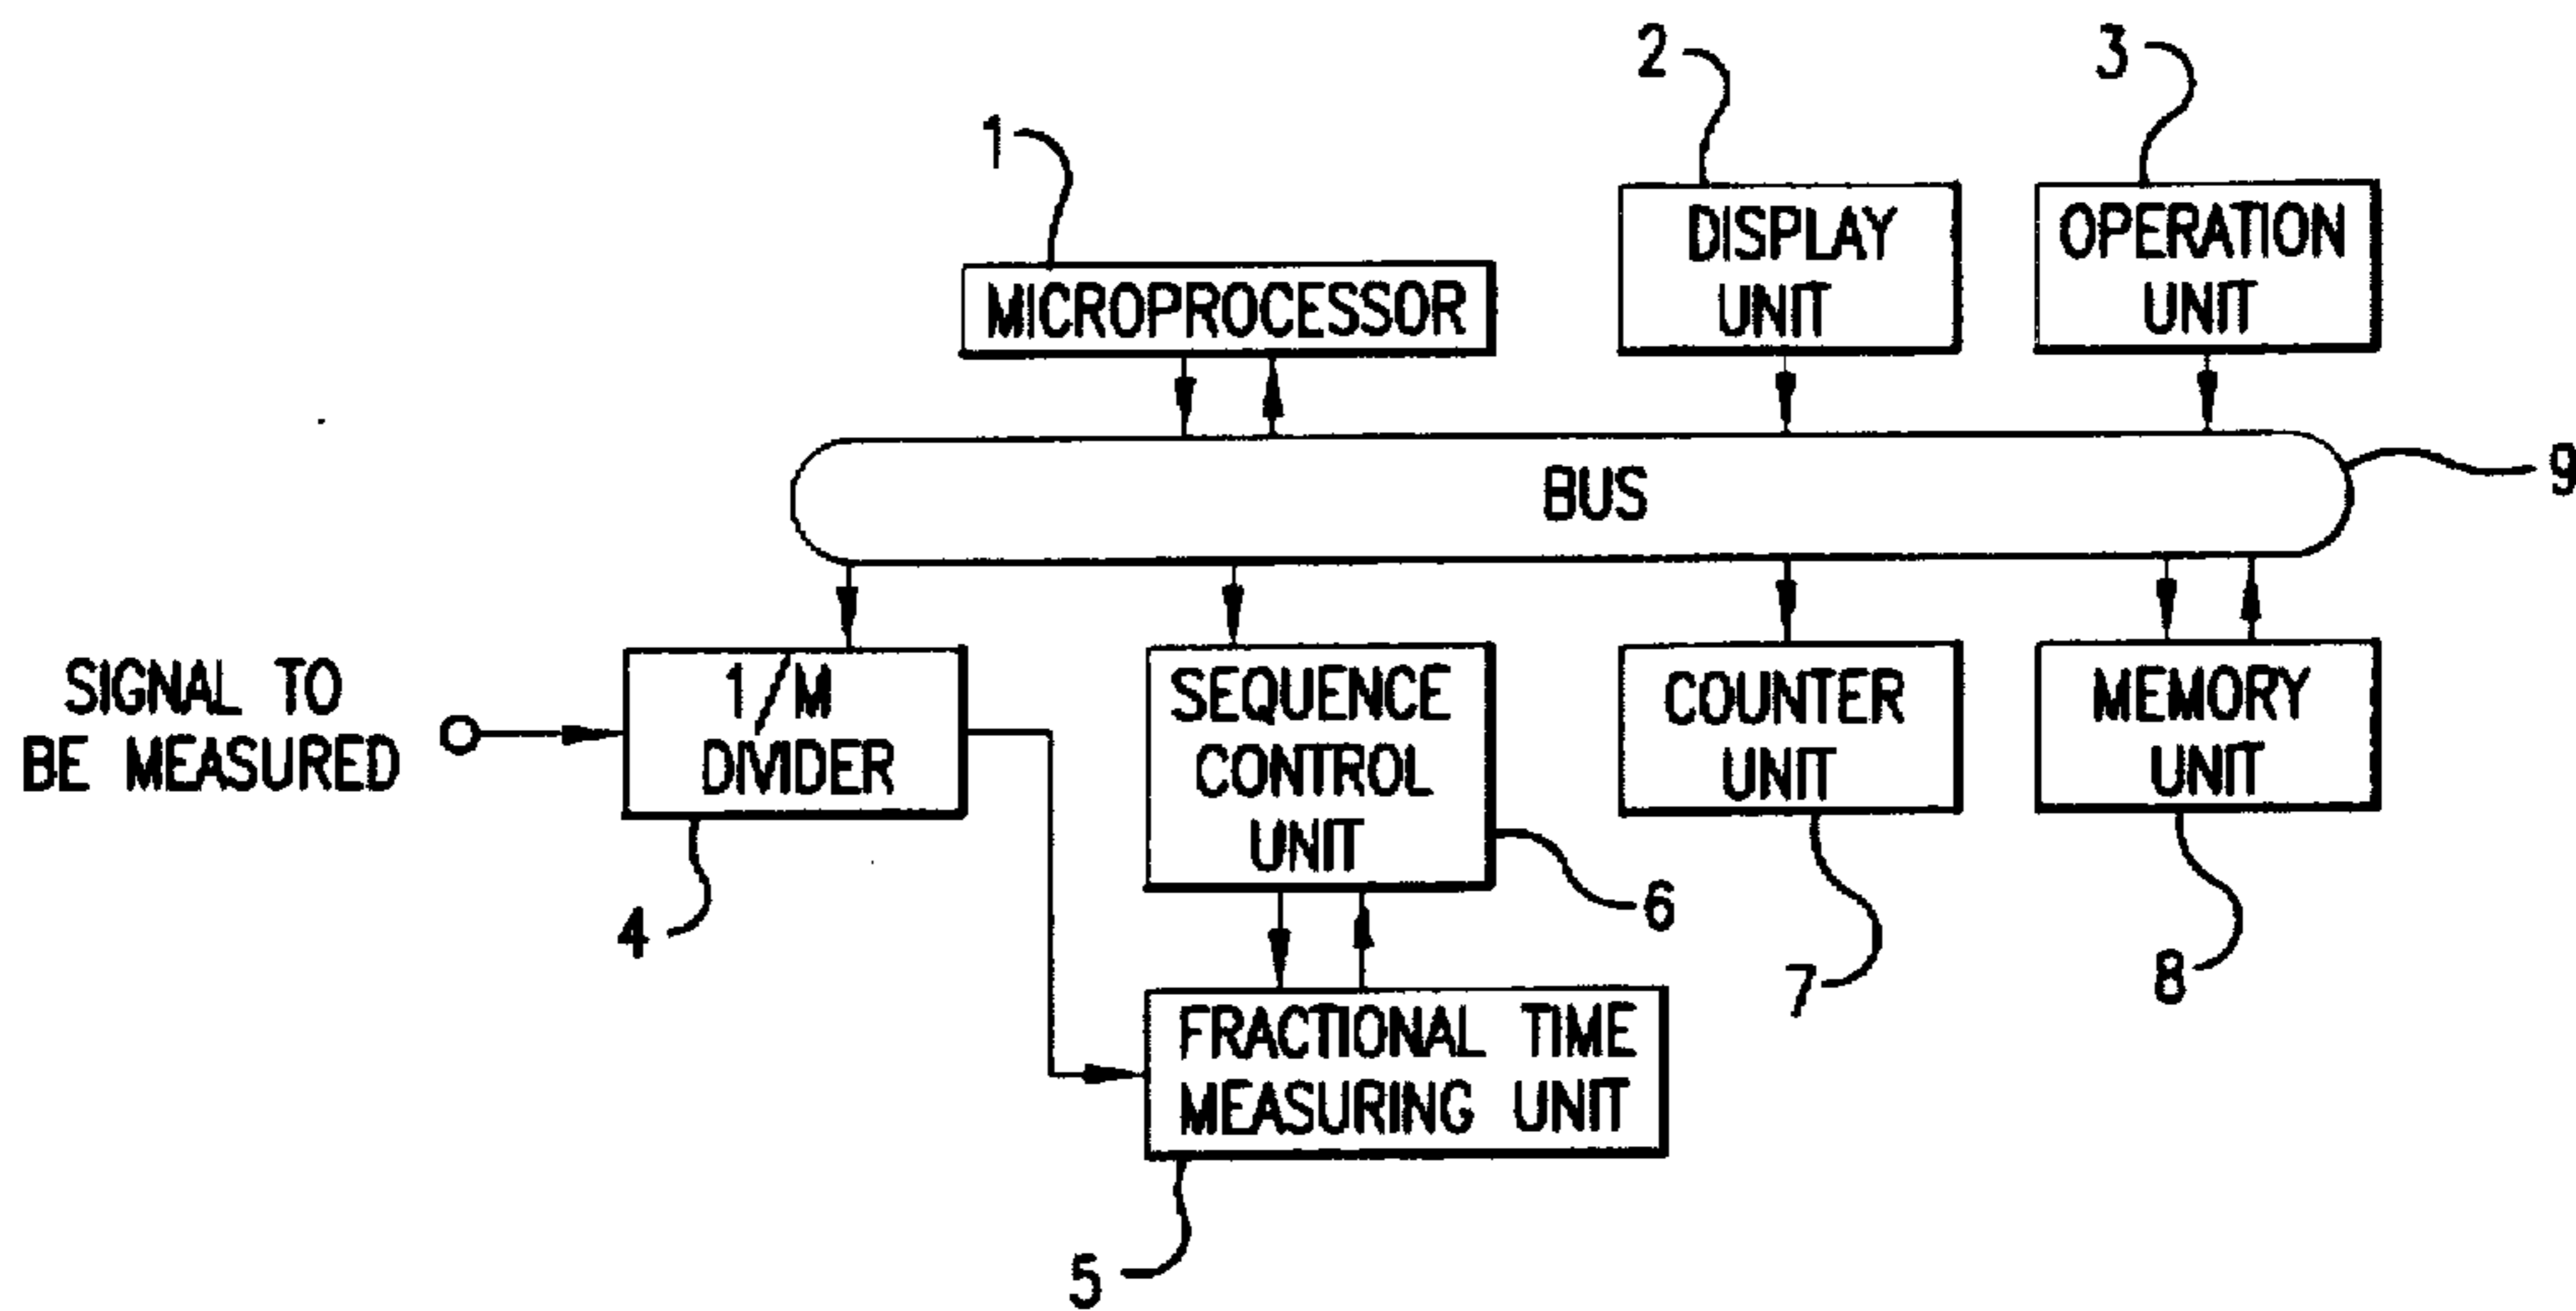 2
3
1
DISPLAY
UNIT
OPERATION
UNIT
MICROPROCESSOR
BUS
9
SIGNAL TO
BE MEASURED
1/M
DIVIDER
SEQUENCE
CONTROL
UNIT
COUNTER
UNIT
MEMORY
UNIT
4
6
7
8
FRACTIONAL TIME
MEASURING UNIT
5